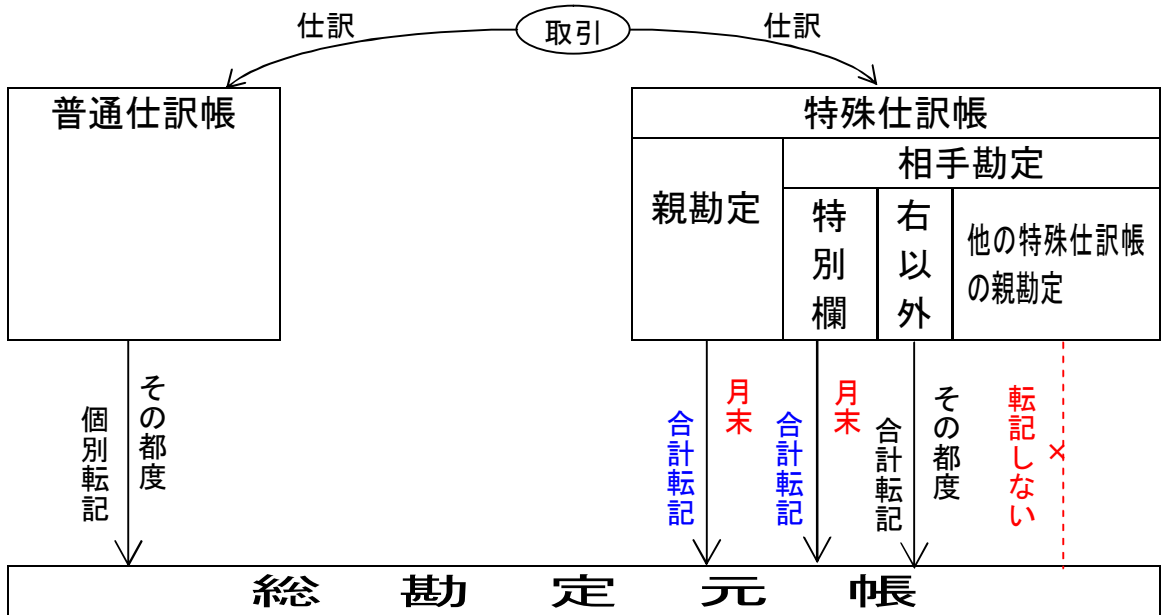 取引
仕訳
仕訳
普通仕訳帳
特殊仕訳帳
相手勘定
親勘定
特別欄
右以外
他の特殊仕訳帳
の親勘定
個別転記
その都度
合計転記
月末
合計転記
月末
合計転記
その都度
転記しない
×
総勘定元帳